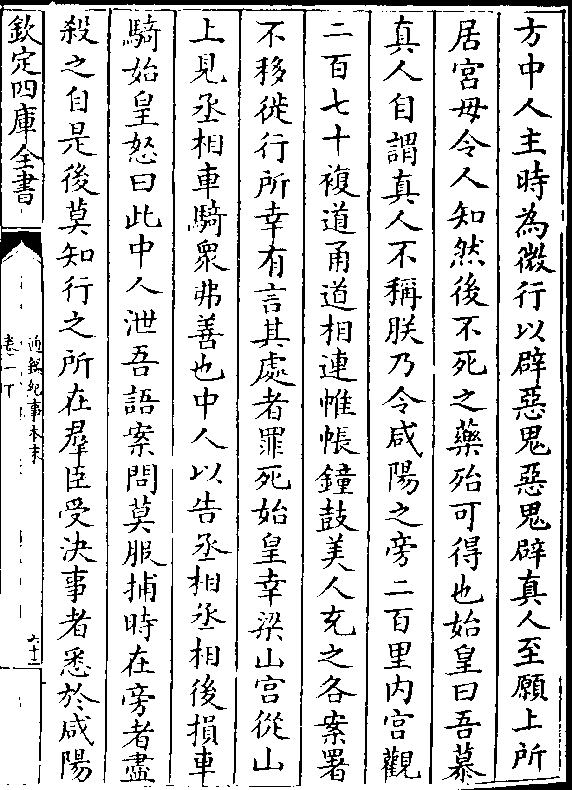 方中人主時為微行以辟惡鬼惡鬼辟真人至願上所
居宮毋令人知然後不死之藥殆可得也始皇曰吾慕
真人自謂真人不稱朕乃令咸陽之旁二百里内宮觀
二百七十複道甬道相連帷帳鐘鼓美人充之各案署
不移徙行所幸有言其處者罪死始皇幸梁山宮從山
上見丞相車騎衆弗善也中人以告丞相丞相後損車
騎始皇怒曰此中人泄吾語案問莫服捕時在旁者盡
殺之自是後莫知行之所在羣臣受決事者悉於咸陽
欽定四庫全書
通鑑紀事本末
卷一下
六十三